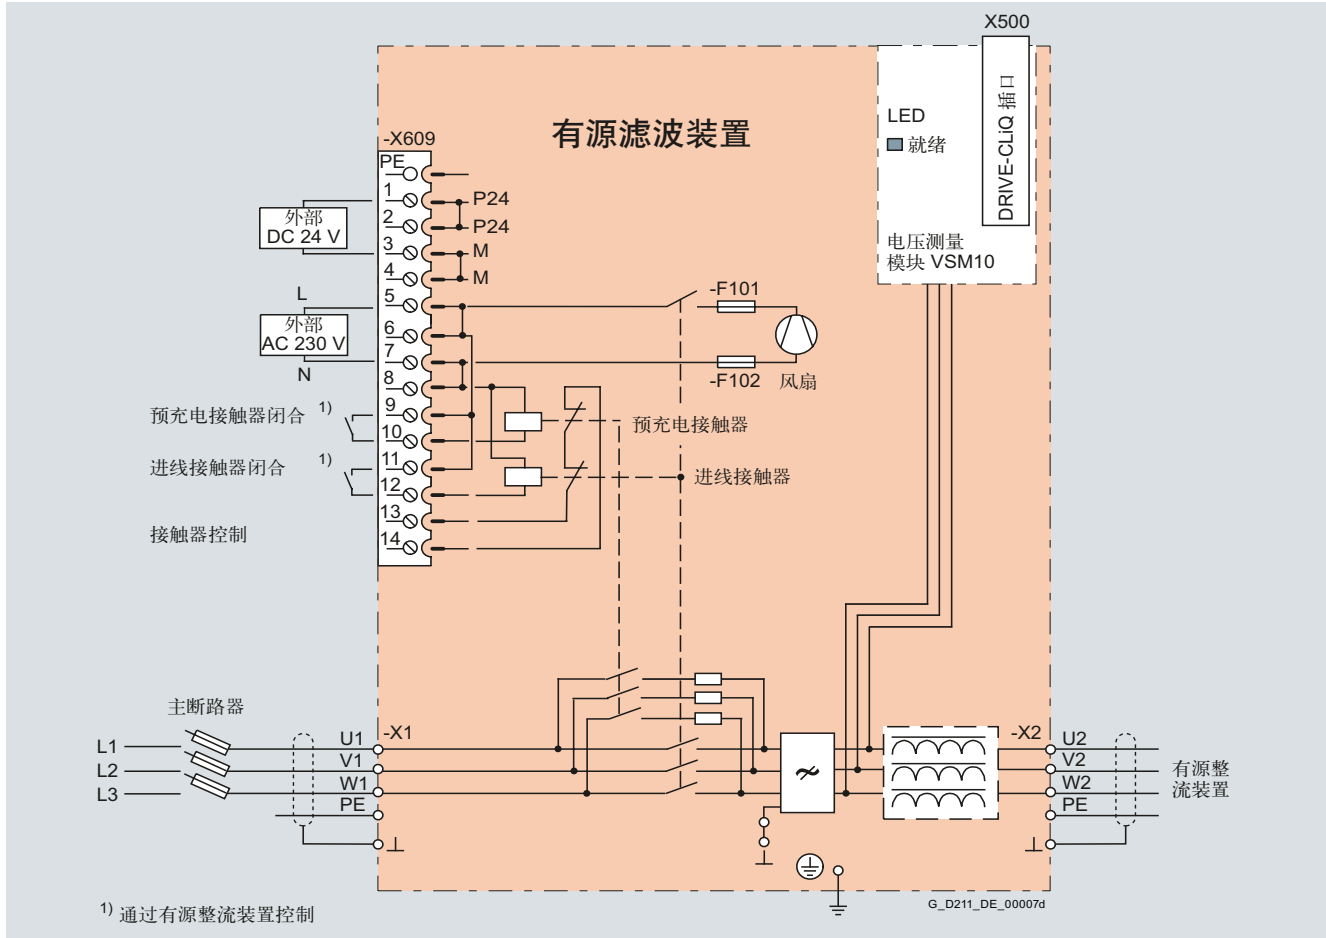 X500
DRIVE-CLiQ 插口
LED
就绪
有源滤波装置
-X609
PE
1
P24
外部
DC 24 V
2
P24
3
M
4
M
电压测量
模块 VSM10
L
5
-F101
外部
AC 230 V
6
7
N
8
-F102
风扇
预充电接触器闭合 1)
9
10
预充电接触器
进线接触器闭合 1)
11
12
进线接触器
接触器控制
13
14
主断路器
L1
U1
-X1
-X2
U2
L2
V1
V2
有源整
流装置
L3
W1
W2
PE
PE
1) 通过有源整流装置控制
G_D211_DE_00007d